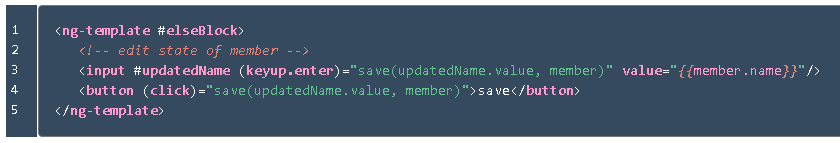 1 <ng-template #elseBlock>
2 <!-- edit state of member -->
3 <input #updatedName (keyup.enter)="save(updatedName.value, member)" value="{{member.name}}"/>
4 <button (click)="save(updatedName.value, member)">save</button>
5 </ng-template>